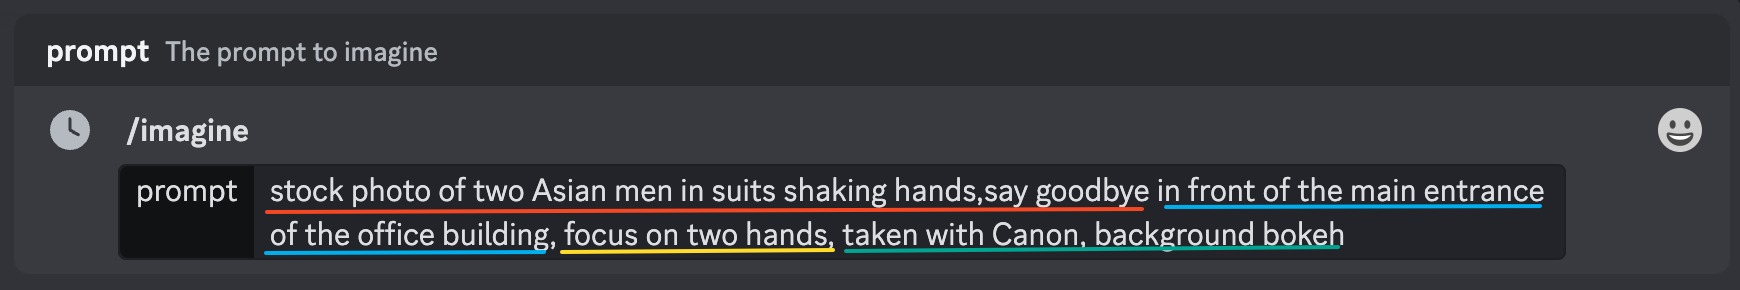 prompt The prompt to imagine
/imagine
prompt stock photo of two Asian men in suits shaking hands,say goodbye in front of the main entrance
of the office building, focus on two hands, taken with Canon, background bokeh